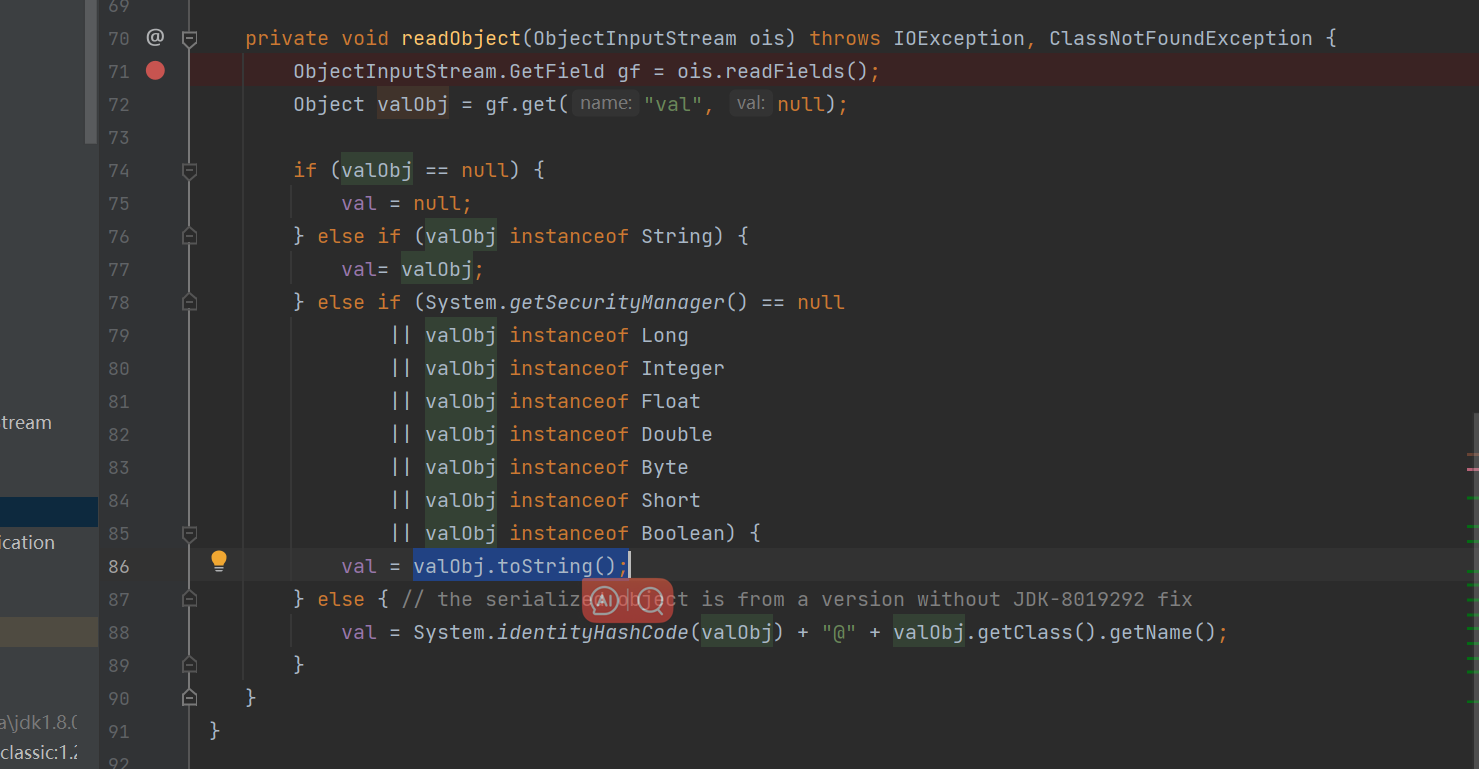 69
70 @ private void readObject(ObjectInputStream ois) throws IOException, ClassNotFoundException {
71 ObjectInputStream.GetField gf = ois.readFields();
72 Object valObj = gf.get( name: "val", val: null);
73
74 if (valObj == null) {
75 val = null;
76 } else if (valObj instanceof String) {
77 val= valObj;
78 } else if (System.getSecurityManager() == null
79 || valObj instanceof Long
80 || valObj instanceof Integer
81 || valObj instanceof Float
tream
82 || valObj instanceof Double
83 || valObj instanceof Byte
84 || valObj instanceof Short
85 || valObj instanceof Boolean) {
ication
86 val = valObj.toString();
87 } else { // the serialized object is from a version without JDK-8019292 fix
AI
88 val = System.identityHashCode(valObj) + "@" + valObj.getClass().getName();
89 }
90 }
a\jdk1.8.0
91 }
classic:1.2
92